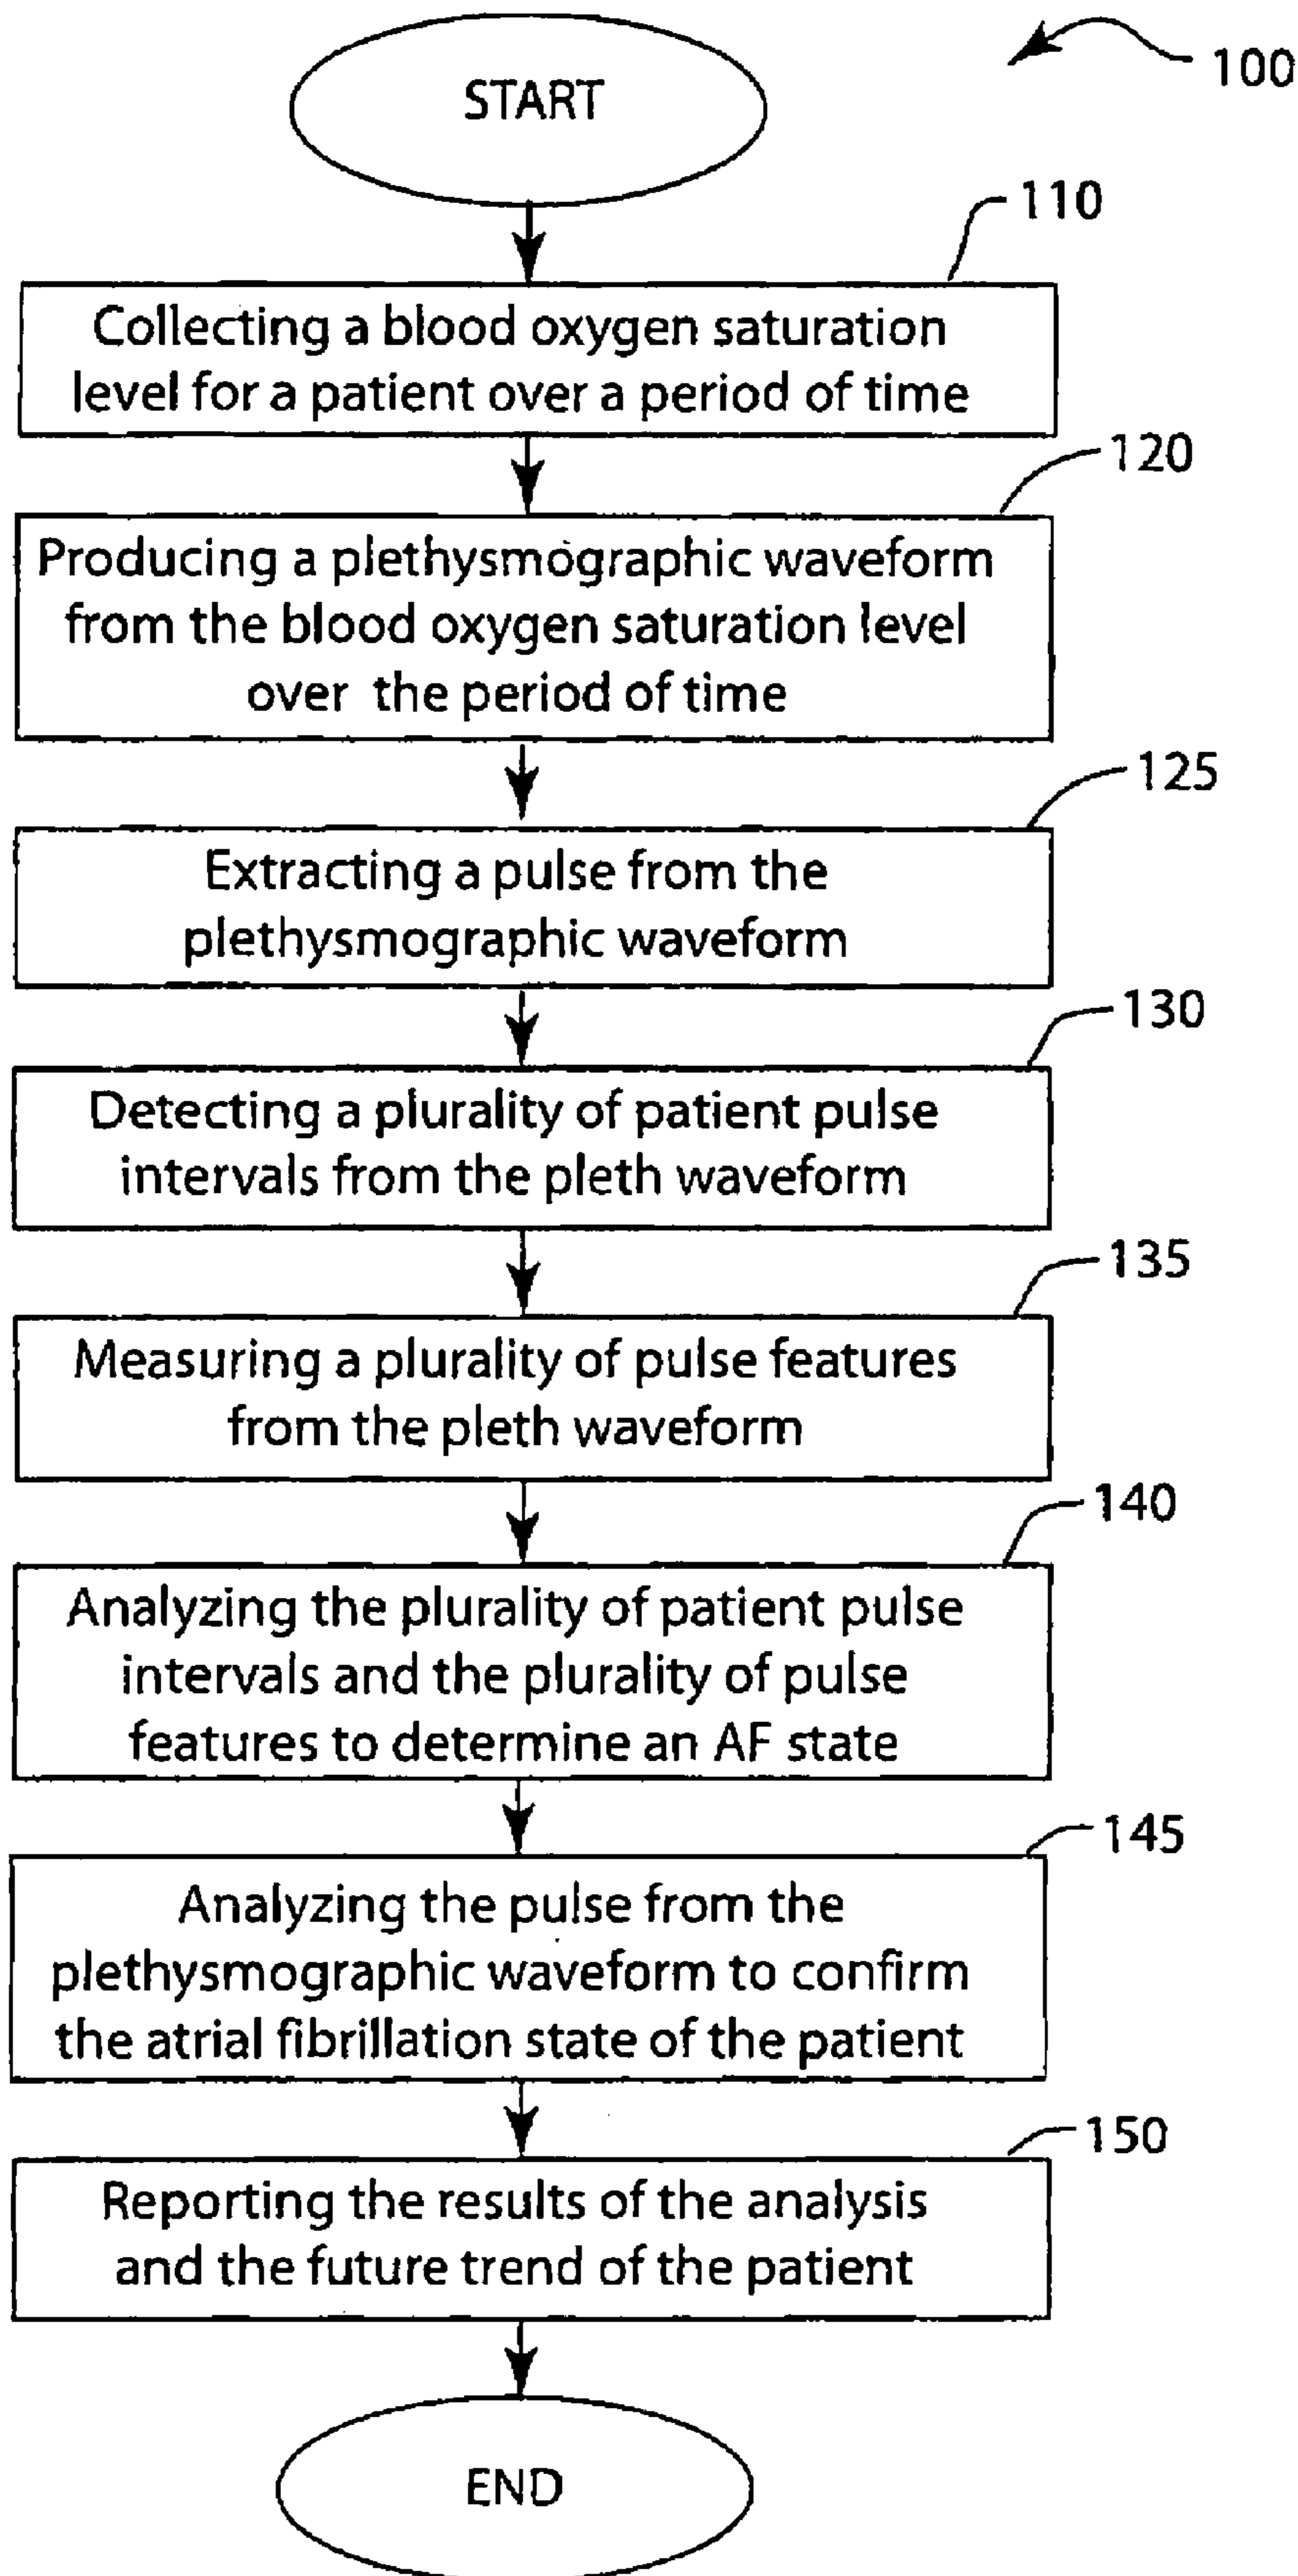 START
100
110
Collecting a blood oxygen saturation
level for a patient over a period of time
120
Producing a plethysmographic waveform
from the blood oxygen saturation level
over the period of time
125
Extracting a pulse from the
plethysmographic waveform
130
Detecting a plurality of patient pulse
intervals from the pleth waveform
135
Measuring a plurality of pulse features
from the pleth waveform
140
Analyzing the plurality of patient pulse
intervals and the plurality of pulse
features to determine an AF state
145
Analyzing the pulse from the
plethysmographic waveform to confirm
the atrial fibrillation state of the patient
150
Reporting the results of the analysis
and the future trend of the patient
END